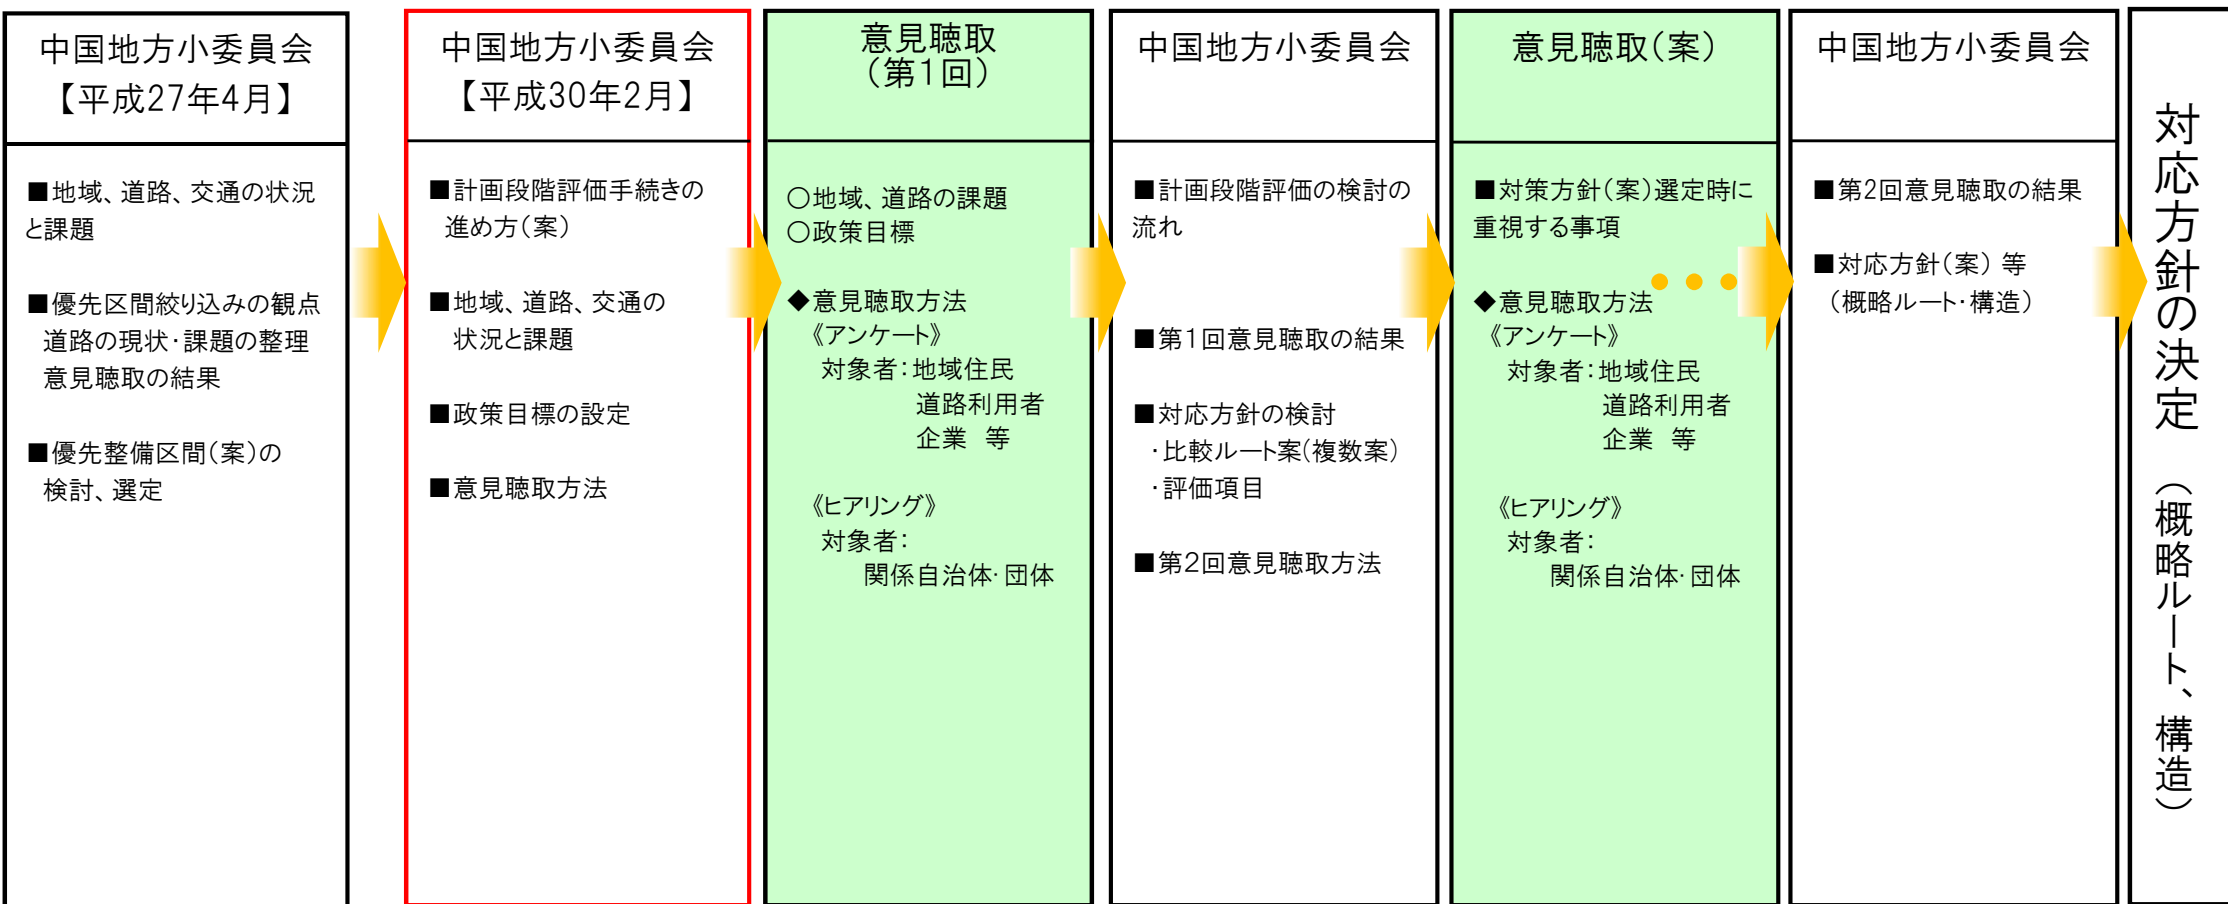 中国地方小委員会
【平成27年4月】
■地域、道路、交通の状況
と課題
■優先区間絞り込みの観点
道路の現状・課題の整理
意見聴取の結果
■優先整備区間(案)の
検討、選定
中国地方小委員会
【平成30年2月】
■計画段階評価手続きの
進め方(案)
■地域、道路、交通の
状況と課題
■政策目標の設定
■意見聴取方法
意見聴取
(第1回)
○地域、道路の課題
○政策目標
◆意見聴取方法
《アンケート》
対象者:地域住民
道路利用者
企業 等
《ヒアリング》
対象者:
関係自治体・団体
中国地方小委員会
■計画段階評価の検討の
流れ
■第1回意見聴取の結果
■対応方針の検討
・比較ルート案(複数案)
・評価項目
■第2回意見聴取方法
意見聴取(案)
■対策方針(案)選定時に
重視する事項
◆意見聴取方法
《アンケート》
対象者:地域住民
道路利用者
企業 等
《ヒアリング》
対象者:
関係自治体・団体
中国地方小委員会
■第2回意見聴取の結果
■対応方針(案) 等
(概略ルート・構造)
対応方針の決定 (概略ルート、構造)